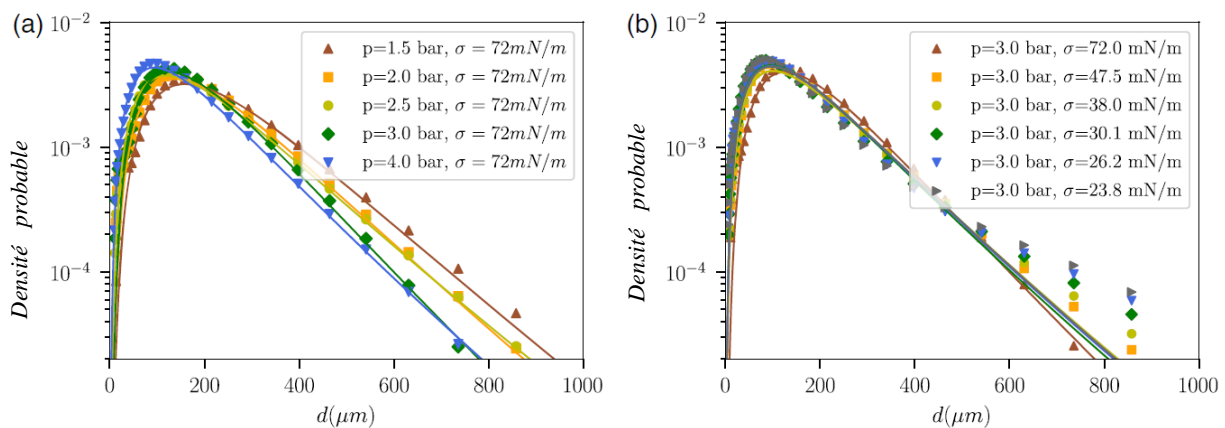 (a)
10^{-2}
10^{-3}
10^{-4}
Densité probable
p=1.5 bar, σ = 72mN/m
p=2.0 bar, σ = 72mN/m
p=2.5 bar, σ = 72mN/m
p=3.0 bar, σ = 72mN/m
p=4.0 bar, σ = 72mN/m
0 200 400 600 800 1000
d(μm)
(b)
10^{-2}
10^{-3}
10^{-4}
Densité probable
p=3.0 bar, σ=72.0 mN/m
p=3.0 bar, σ=47.5 mN/m
p=3.0 bar, σ=38.0 mN/m
p=3.0 bar, σ=30.1 mN/m
p=3.0 bar, σ=26.2 mN/m
p=3.0 bar, σ=23.8 mN/m
0 200 400 600 800 1000
d(μm)